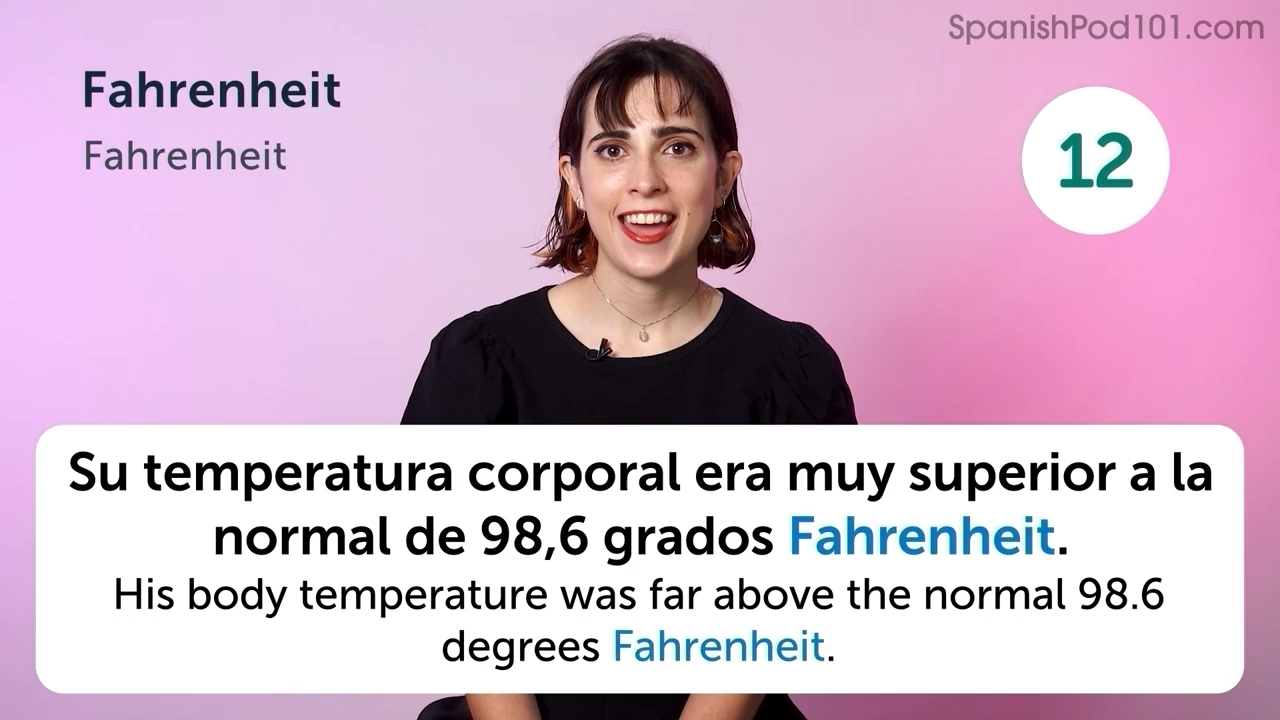 SpanishPod101.com
Fahrenheit
Fahrenheit
12
Su temperatura corporal era muy superior a la
normal de 98,6 grados Fahrenheit.
His body temperature was far above the normal 98.6
degrees Fahrenheit.